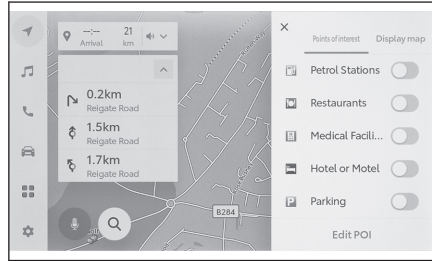 --:-- 21
Arrival km
0.2km
Reigate Road
1.5km
Reigate Road
1.7km
Reigate Road
B284
Points of interest Display map
Petrol Stations
Restaurants
Medical Facili...
Hotel or Motel
P Parking
Edit POI